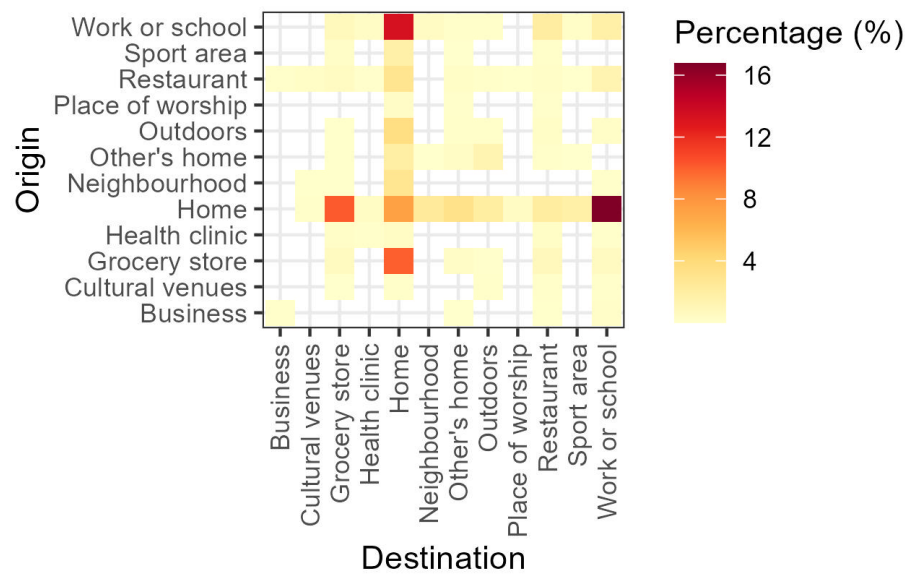 Origin
Work or school
Sport area
Restaurant
Place of worship
Outdoors
Other's home
Neighbourhood
Home
Health clinic
Grocery store
Cultural venues
Business
Business
Cultural venues
Grocery store
Health clinic
Home
Neighbourhood
Other's home
Outdoors
Place of worship
Restaurant
Sport area
Work or school
Destination
Percentage (%)
16
12
8
4